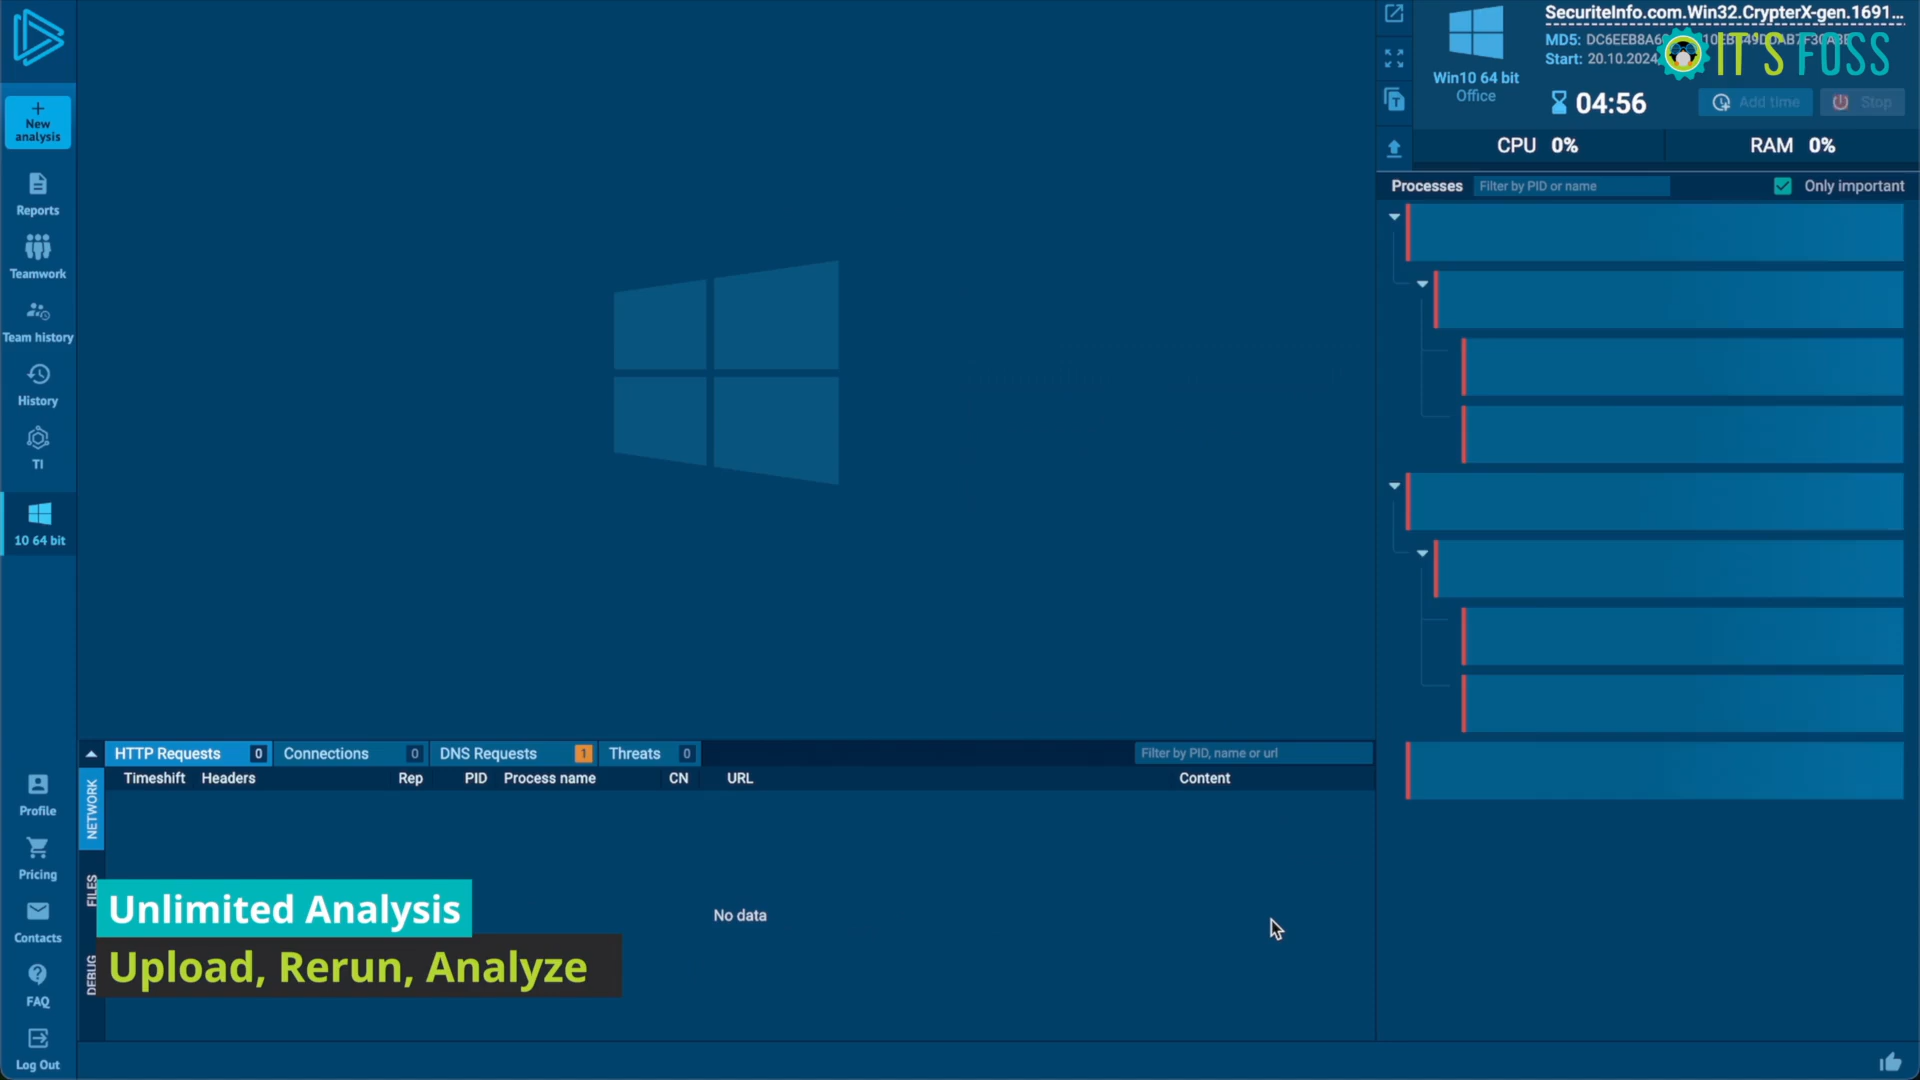 New
analysis
Reports
Teamwork
Team history
History
TI
10 64 bit
Profile
Pricing
Contacts
FAQ
Log Out
HTTP Requests 0
Connections 0
DNS Requests 1
Threats 0
Filter by PID, name or url
Timeshift Headers Rep PID Process name CN URL Content
NETWORK
FILES
DEBUG
No data
Unlimited Analysis
Upload, Rerun, Analyze
Win10 64 bit
Office
SecuriteInfo.com.Win32.CrypterX-gen.1691...
MD5:
Start: 20.10.2024,
IT'S FOSS
04:56
Add time
Stop
CPU 0%
RAM 0%
Processes
Filter by PID or name
Only important